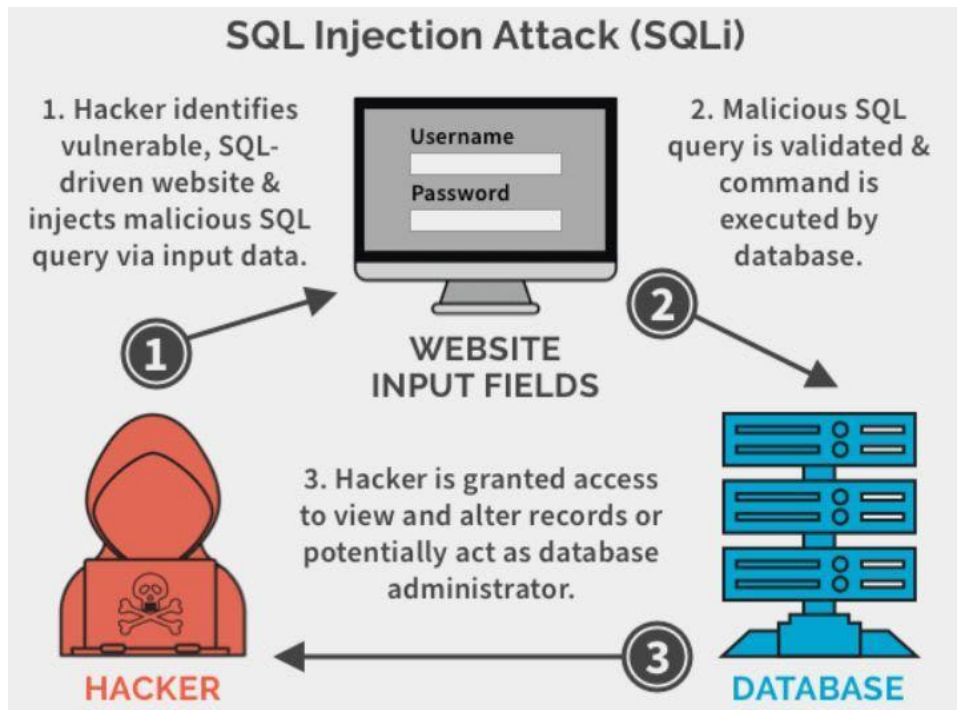 SQL Injection Attack (SQLi)
1. Hacker identifies
vulnerable, SQL-
driven website &
injects malicious SQL
query via input data.
Username
Password
2. Malicious SQL
query is validated &
command is
executed by
database.
1
2
WEBSITE
INPUT FIELDS
3. Hacker is granted access
to view and alter records or
potentially act as database
administrator.
3
HACKER
DATABASE